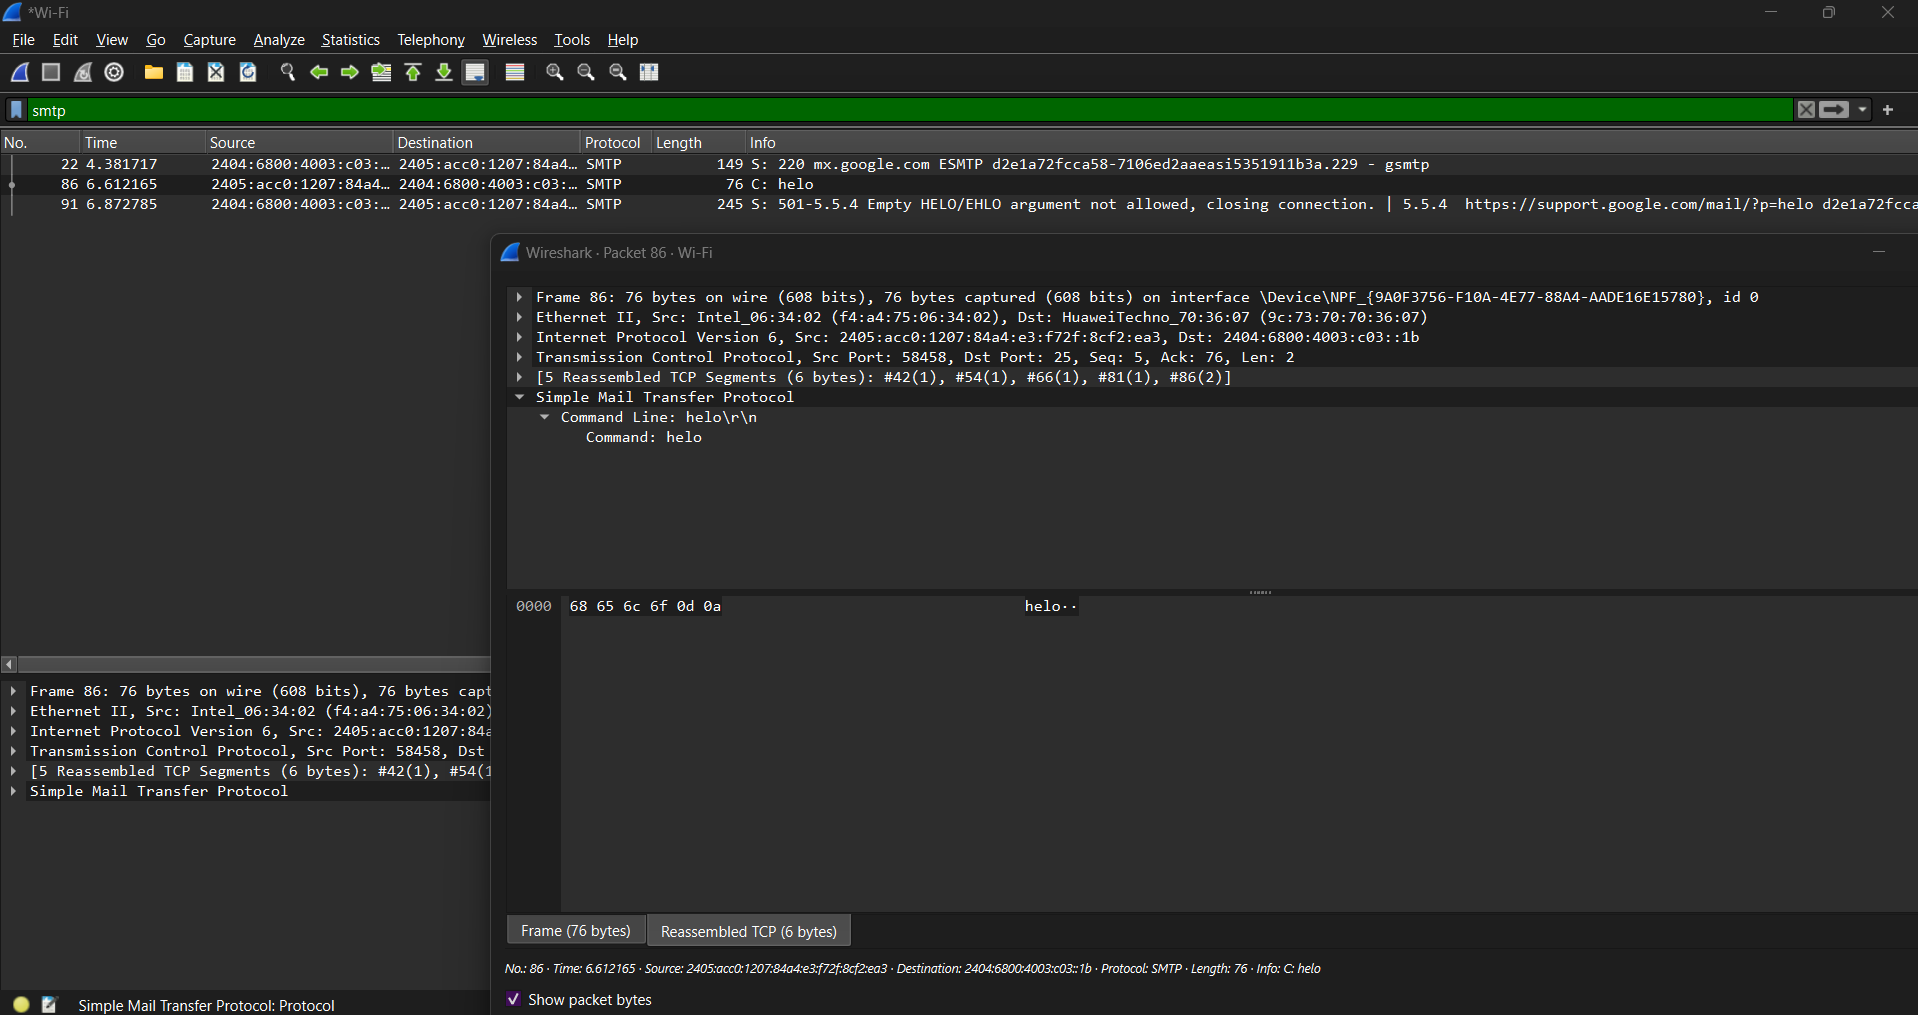 *Wi-Fi
File Edit View Go Capture Analyze Statistics Telephony Wireless Tools Help
smtp
No. Time Source Destination Protocol Length Info
22 4.381717 2404:6800:4003:c03:… 2405:acc0:1207:84a4… SMTP 149 S: 220 mx.google.com ESMTP d2e1a72fcca58-7106ed2aaeasi5351911b3a.229 - gsmtp
86 6.612165 2405:acc0:1207:84a4… 2404:6800:4003:c03:… SMTP 76 C: helo
91 6.872785 2404:6800:4003:c03:… 2405:acc0:1207:84a4… SMTP 245 S: 501-5.5.4 Empty HELO/EHLO argument not allowed, closing connection. | 5.5.4 https://support.google.com/mail/?p=helo d2e1a72fcca
Wireshark · Packet 86 · Wi-Fi
Frame 86: 76 bytes on wire (608 bits), 76 bytes captured (608 bits) on interface \Device\NPF_{9A0F3756-F10A-4E77-88A4-AADE16E15780}, id 0
Ethernet II, Src: Intel_06:34:02 (f4:a4:75:06:34:02), Dst: HuaweiTechno_70:36:07 (9c:73:70:70:36:07)
Internet Protocol Version 6, Src: 2405:acc0:1207:84a4:e3:f72f:8cf2:ea3, Dst: 2404:6800:4003:c03::1b
Transmission Control Protocol, Src Port: 58458, Dst Port: 25, Seq: 5, Ack: 76, Len: 2
[5 Reassembled TCP Segments (6 bytes): #42(1), #54(1), #66(1), #81(1), #86(2)]
Simple Mail Transfer Protocol
Command Line: helo\r\n
Command: helo
0000 68 65 6c 6f 0d 0a helo··
Frame (76 bytes) Reassembled TCP (6 bytes)
No.: 86 · Time: 6.612165 · Source: 2405:acc0:1207:84a4:e3:f72f:8cf2:ea3 · Destination: 2404:6800:4003:c03::1b · Protocol: SMTP · Length: 76 · Info: C: helo
Show packet bytes
Frame 86: 76 bytes on wire (608 bits), 76 bytes capt
Ethernet II, Src: Intel_06:34:02 (f4:a4:75:06:34:02)
Internet Protocol Version 6, Src: 2405:acc0:1207:84a
Transmission Control Protocol, Src Port: 58458, Dst
[5 Reassembled TCP Segments (6 bytes): #42(1), #54(1
Simple Mail Transfer Protocol
Simple Mail Transfer Protocol: Protocol